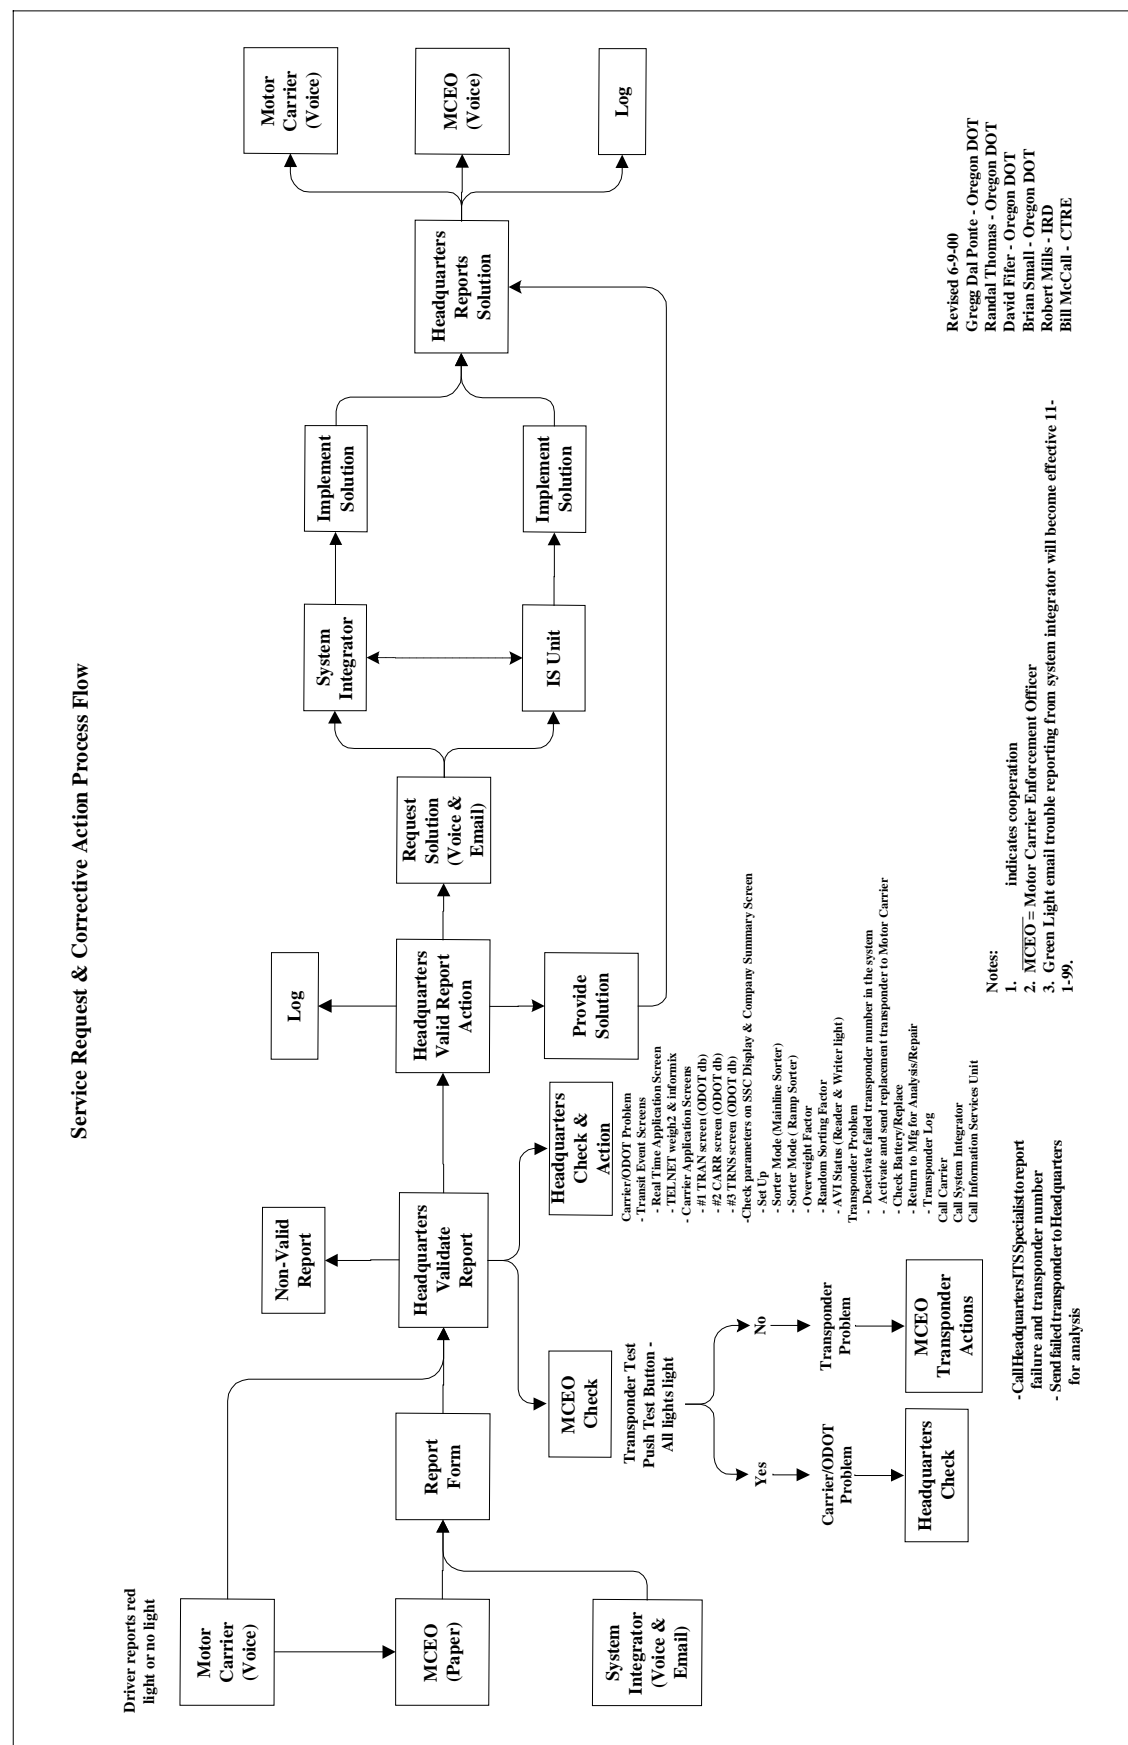 Service Request & Corrective Action Process Flow
Driver reports red
light or no light
Motor
Carrier
(Voice)
MCEO
(Paper)
System
Integrator
(Voice &
Email)
Report
Form
Non-Valid
Report
Headquarters
Validate
Report
MCEO
Check
Transponder Test
Push Test Button -
All lights light
Yes
No
Carrier/ODOT
Problem
Transponder
Problem
Headquarters
Check
MCEO
Transponder
Actions
-Call Headquarters ITS Specialist to report
failure and transponder number
- Send failed transponder to Headquarters
for analysis
Headquarters
Check &
Action
Carrier/ODOT Problem
- Transit Event Screens
- Real Time Application Screen
- TELNET weigh2 & informix
- Carrier Application Screens
- #1 TRAN screen (ODOT db)
- #2 CARR screen (ODOT db)
- #3 TRNS screen (ODOT db)
-Check parameters on SSC Display & Company Summary Screen
- Set Up
- Sorter Mode (Mainline Sorter)
- Sorter Mode (Ramp Sorter)
- Overweight Factor
- Random Sorting Factor
- AVI Status (Reader & Writer light)
Transponder Problem
- Deactivate failed transponder number in the system
- Activate and send replacement transponder to Motor Carrier
- Check Battery/Replace
- Return to Mfg for Analysis/Repair
- Transponder Log
Call Carrier
Call System Integrator
Call Information Services Unit
Log
Headquarters
Valid Report
Action
Provide
Solution
Request
Solution
(Voice &
Email)
System
Integrator
IS Unit
Implement
Solution
Implement
Solution
Headquarters
Reports
Solution
Motor
Carrier
(Voice)
MCEO
(Voice)
Log
Notes:
1. indicates cooperation
2. MCEO = Motor Carrier Enforcement Officer
3. Green Light email trouble reporting from system integrator will become effective 11-
1-99.
Revised 6-9-00
Gregg Dal Ponte - Oregon DOT
Randal Thomas - Oregon DOT
David Fifer - Oregon DOT
Brian Small - Oregon DOT
Robert Mills - IRD
Bill McCall - CTRE